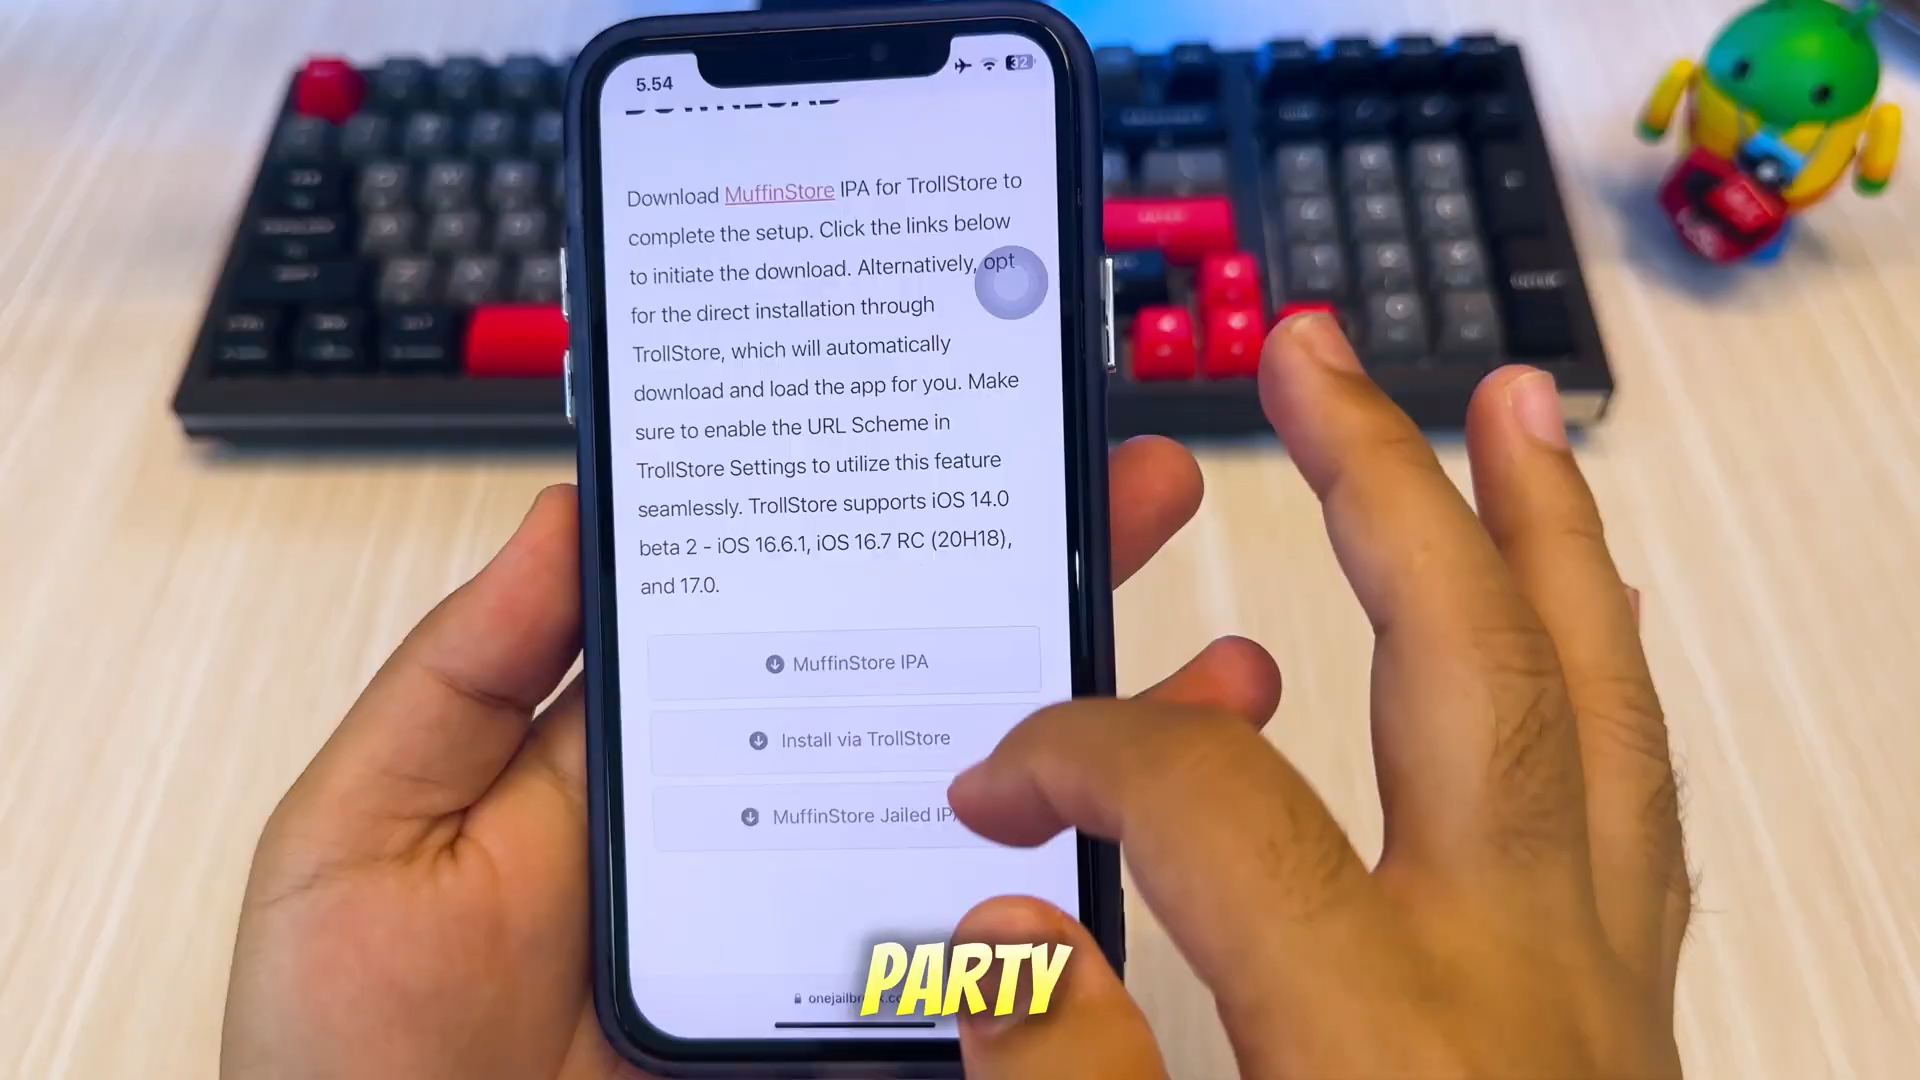 5.54
32
DOWNLOAD
Download MuffinStore IPA for TrollStore to
complete the setup. Click the links below
to initiate the download. Alternatively, opt
for the direct installation through
TrollStore, which will automatically
download and load the app for you. Make
sure to enable the URL Scheme in
TrollStore Settings to utilize this feature
seamlessly. TrollStore supports iOS 14.0
beta 2 - iOS 16.6.1, iOS 16.7 RC (20H18),
and 17.0.
MuffinStore IPA
Install via TrollStore
MuffinStore Jailed IPA
PARTY